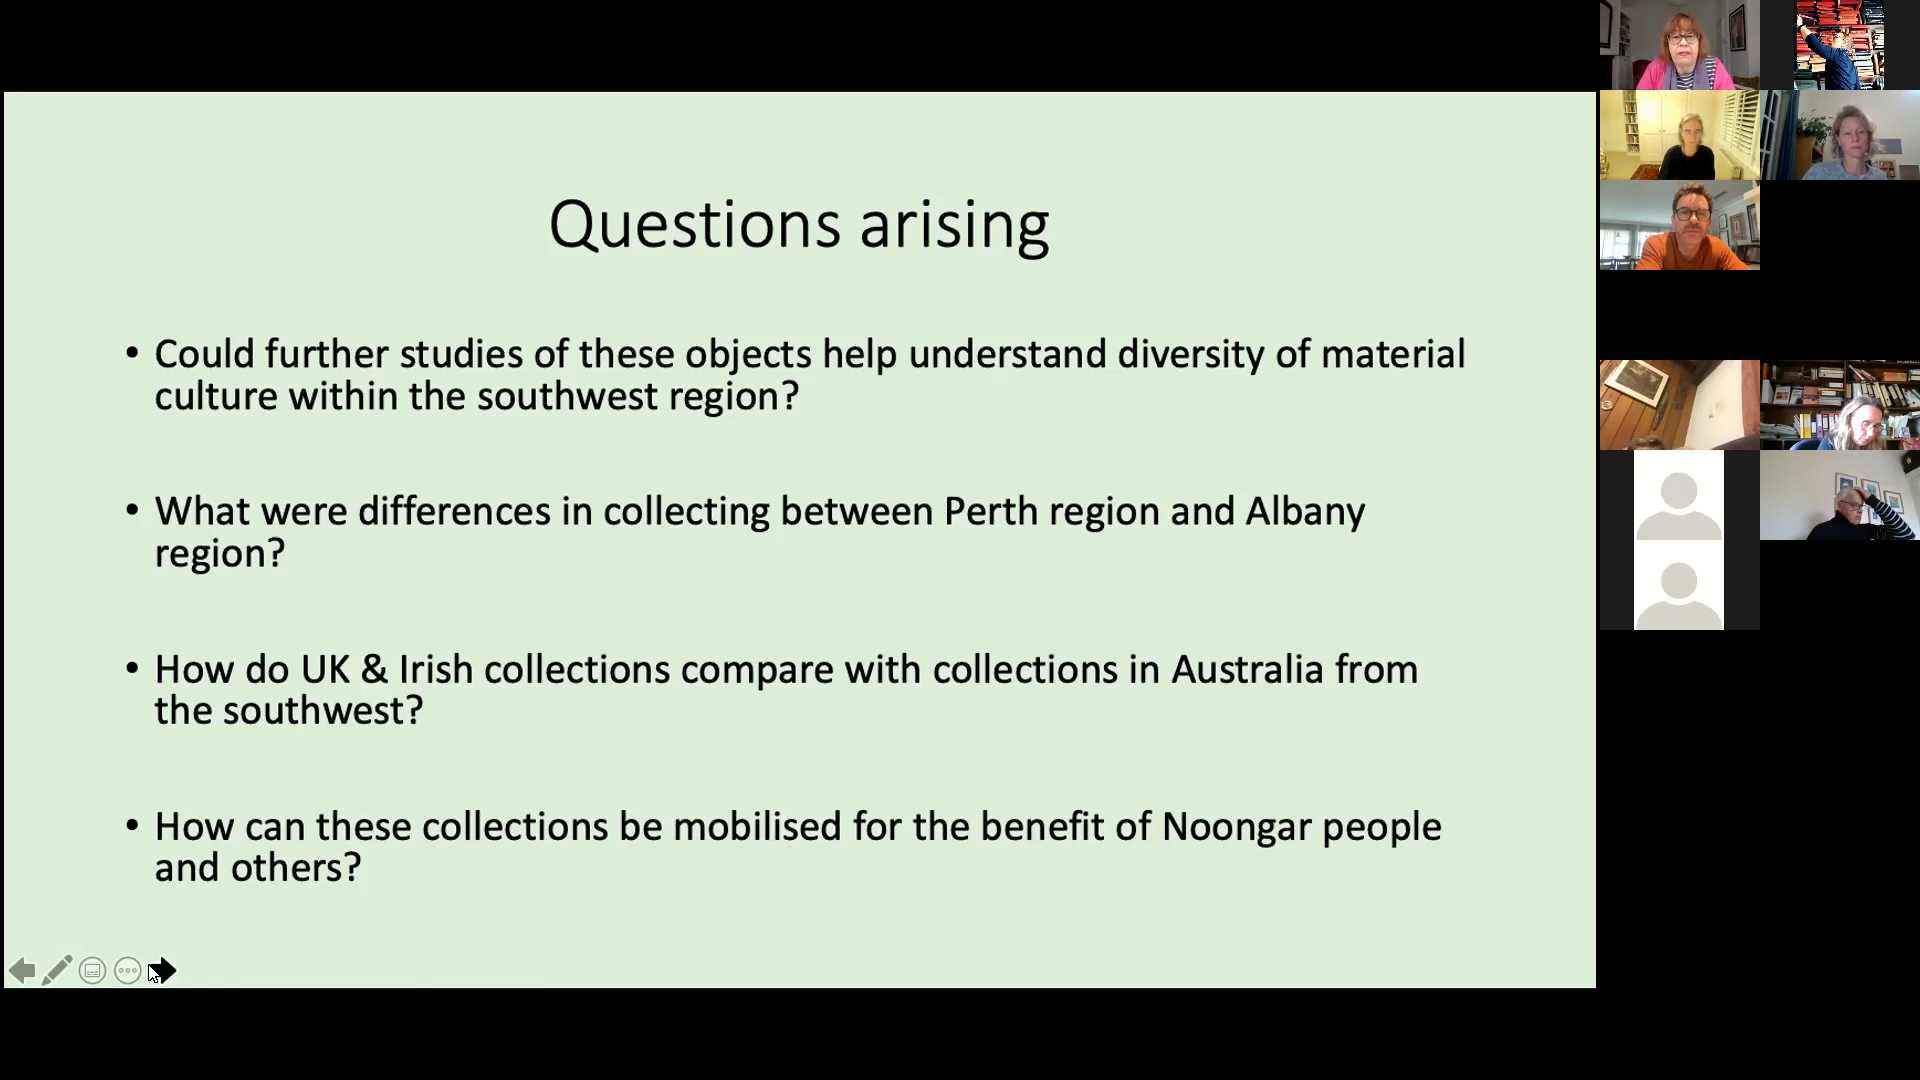 Questions arising
• Could further studies of these objects help understand diversity of material
culture within the southwest region?
• What were differences in collecting between Perth region and Albany
region?
• How do UK & Irish collections compare with collections in Australia from
the southwest?
• How can these collections be mobilised for the benefit of Noongar people
and others?